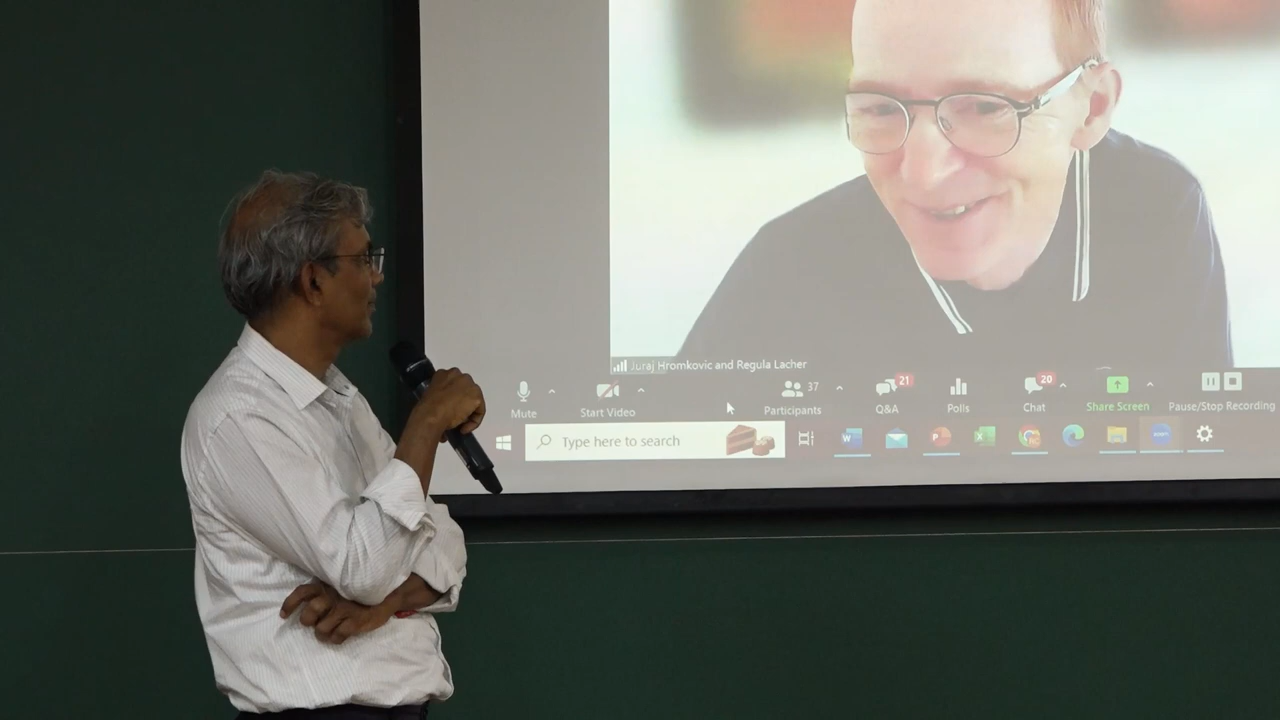 Juraj Hromkovic and Regula Lacher
37
21
20
Mute
Start Video
Participants
Q&A
Polls
Chat
Share Screen
Pause/Stop Recording
Type here to search